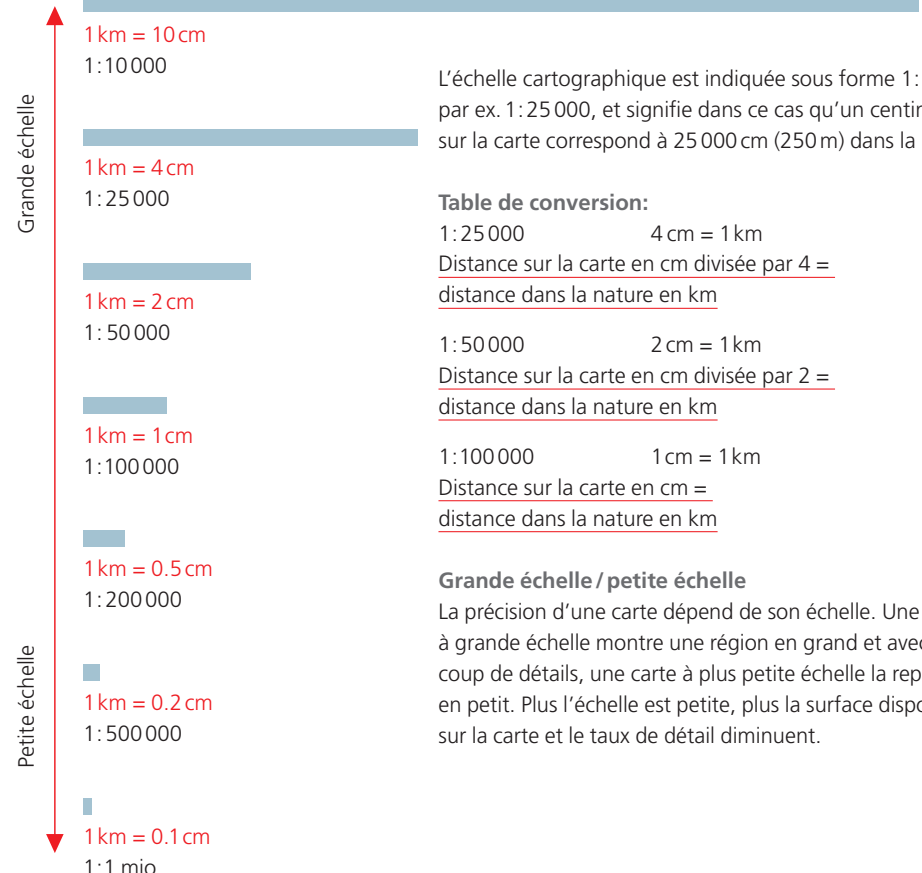 Grande échelle
Petite échelle
1 km = 10 cm
1:10 000
1 km = 4 cm
1:25 000
1 km = 2 cm
1:50 000
1 km = 1 cm
1:100 000
1 km = 0.5 cm
1:200 000
1 km = 0.2 cm
1:500 000
1 km = 0.1 cm
1:1 mio
L’échelle cartographique est indiquée sous forme 1:
par ex. 1:25 000, et signifie dans ce cas qu’un
sur la carte correspond à 25 000 cm (250 m) dans la
Table de conversion:
1:25 000 4 cm = 1 km
Distance sur la carte en cm divisée par 4 =
distance dans la nature en km
1:50 000 2 cm = 1 km
Distance sur la carte en cm divisée par 2 =
distance dans la nature en km
1:100 000 1 cm = 1 km
Distance sur la carte en cm =
distance dans la nature en km
Grande échelle / petite échelle
La précision d’une carte dépend de son échelle. Une
à grande échelle montre une région en grand et
coup de détails, une carte à plus petite échelle la
en petit. Plus l’échelle est petite, plus la surface
sur la carte et le taux de détail diminuent.